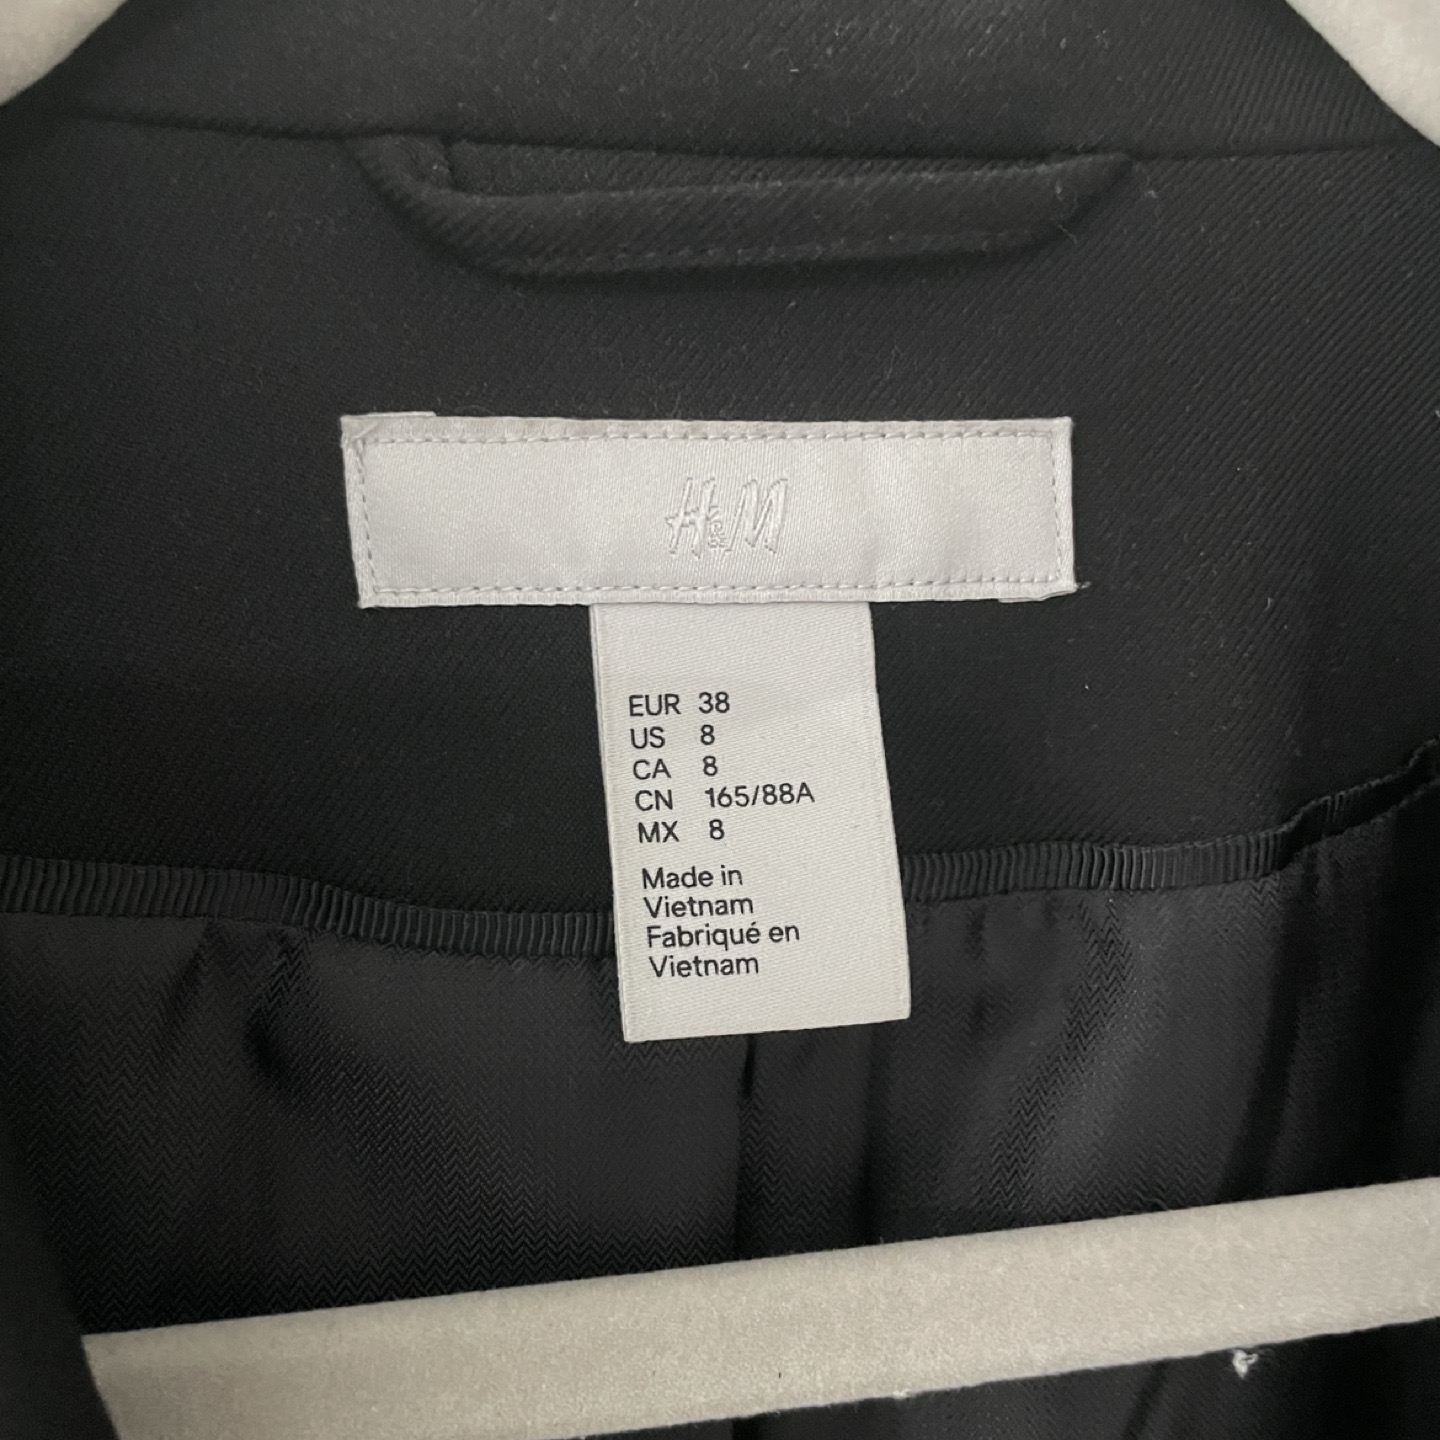 H&M
EUR 38
US 8
CA 8
CN 165/88A
MX 8
Made in
Vietnam
Fabriqué en
Vietnam